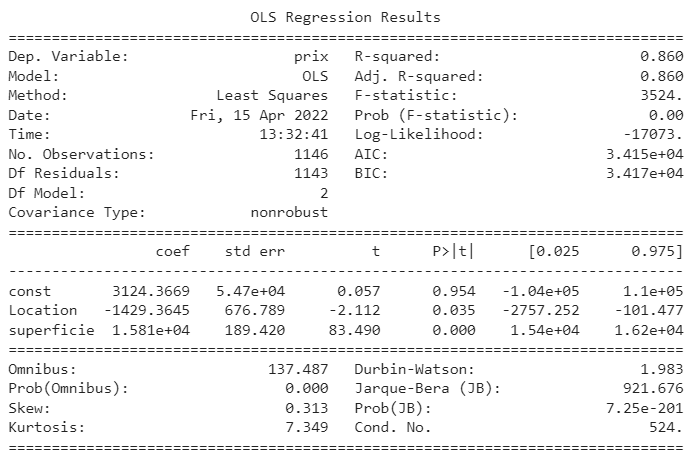 OLS Regression Results
==============================================================================
Dep. Variable: prix R-squared: 0.860
Model: OLS Adj. R-squared: 0.860
Method: Least Squares F-statistic: 3524.
Date: Fri, 15 Apr 2022 Prob (F-statistic): 0.00
Time: 13:32:41 Log-Likelihood: -17073.
No. Observations: 1146 AIC: 3.415e+04
Df Residuals: 1143 BIC: 3.417e+04
Df Model: 2
Covariance Type: nonrobust
==============================================================================
coef std err t P>|t| [0.025 0.975]
------------------------------------------------------------------------------
const 3124.3669 5.47e+04 0.057 0.954 -1.04e+05 1.1e+05
Location -1429.3645 676.789 -2.112 0.035 -2757.252 -101.477
superficie 1.581e+04 189.420 83.490 0.000 1.54e+04 1.62e+04
==============================================================================
Omnibus: 137.487 Durbin-Watson: 1.983
Prob(Omnibus): 0.000 Jarque-Bera (JB): 921.676
Skew: 0.313 Prob(JB): 7.25e-201
Kurtosis: 7.349 Cond. No. 524.
==============================================================================